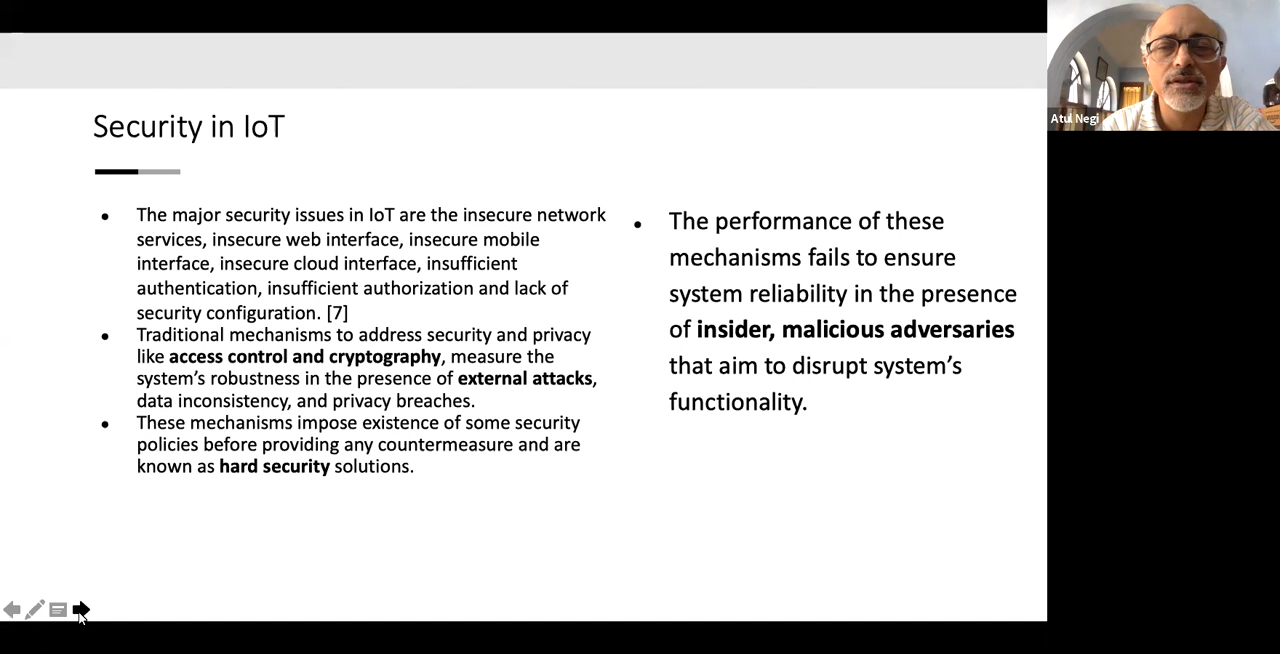 Security in IoT
• The major security issues in IoT are the insecure network
services, insecure web interface, insecure mobile
interface, insecure cloud interface, insufficient
authentication, insufficient authorization and lack of
security configuration. [7]
• Traditional mechanisms to address security and privacy
like access control and cryptography, measure the
system’s robustness in the presence of external attacks,
data inconsistency, and privacy breaches.
• These mechanisms impose existence of some security
policies before providing any countermeasure and are
known as hard security solutions.
• The performance of these
mechanisms fails to ensure
system reliability in the presence
of insider, malicious adversaries
that aim to disrupt system’s
functionality.
Atul Negi